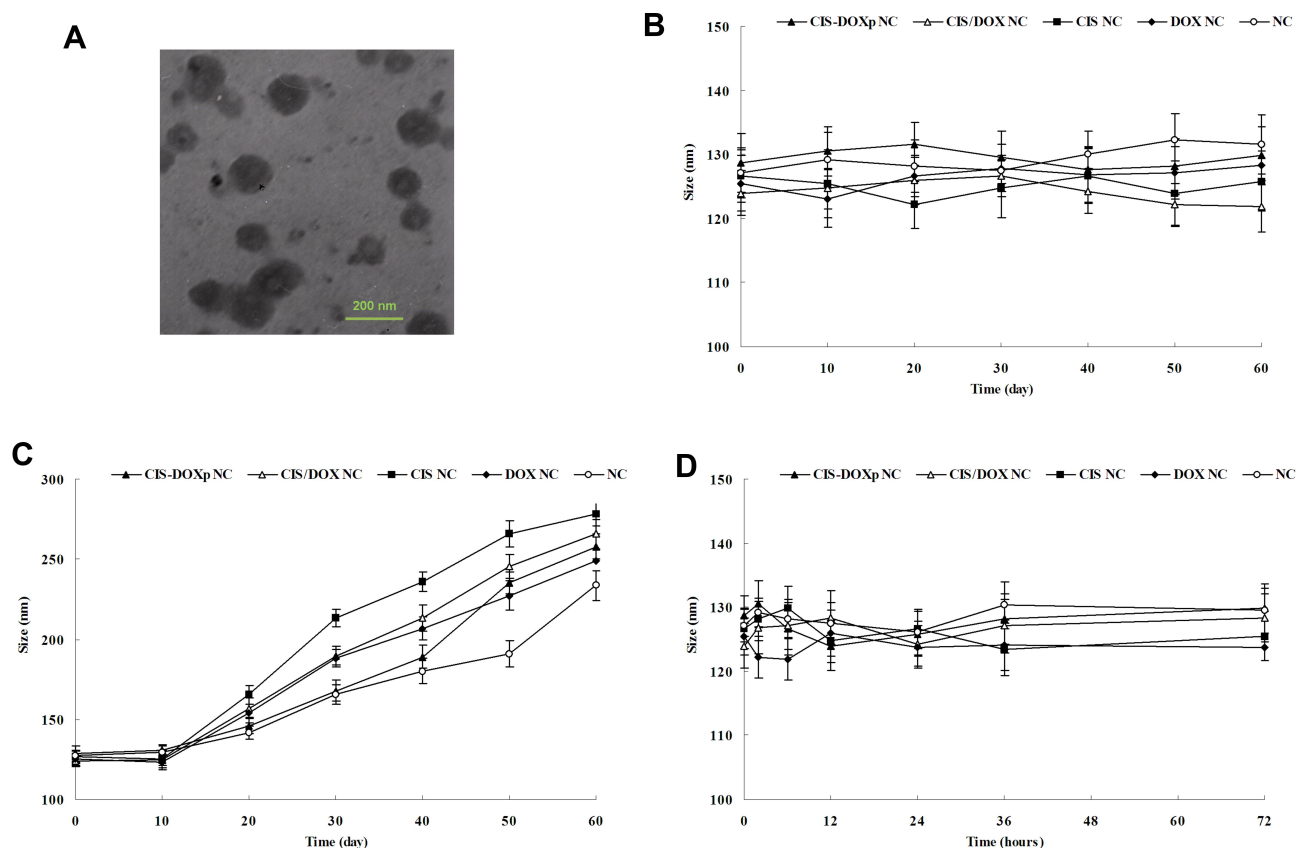 A
200 nm
B
CIS-DOXp NC CIS/DOX NC CIS NC DOX NC NC
Size (nm)
150
140
130
120
110
100
0 10 20 30 40 50 60
Time (day)
C
CIS-DOXp NC CIS/DOX NC CIS NC DOX NC NC
Size (nm)
300
250
200
150
100
0 10 20 30 40 50 60
Time (day)
D
CIS-DOXp NC CIS/DOX NC CIS NC DOX NC NC
Size (nm)
150
140
130
120
110
100
0 12 24 36 48 60 72
Time (hours)